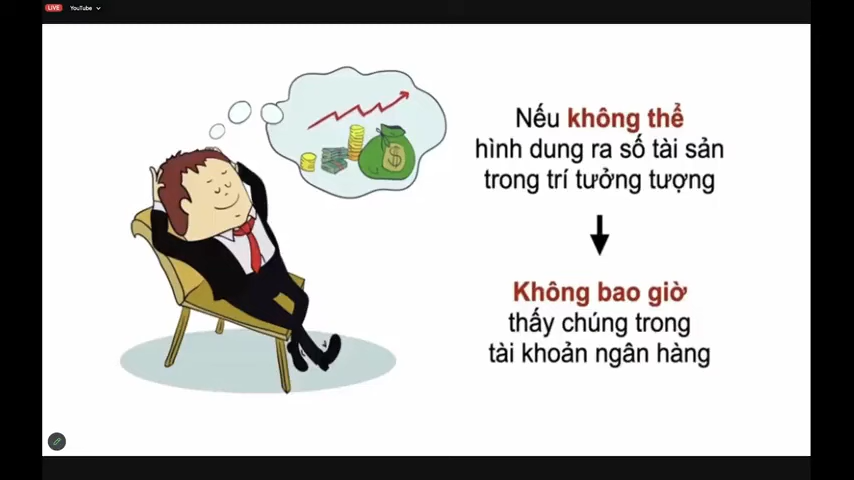 LIVE YouTube
Nếu không thể
hình dung ra số tài sản
trong trí tưởng tượng
Không bao giờ
thấy chúng trong
tài khoản ngân hàng
$